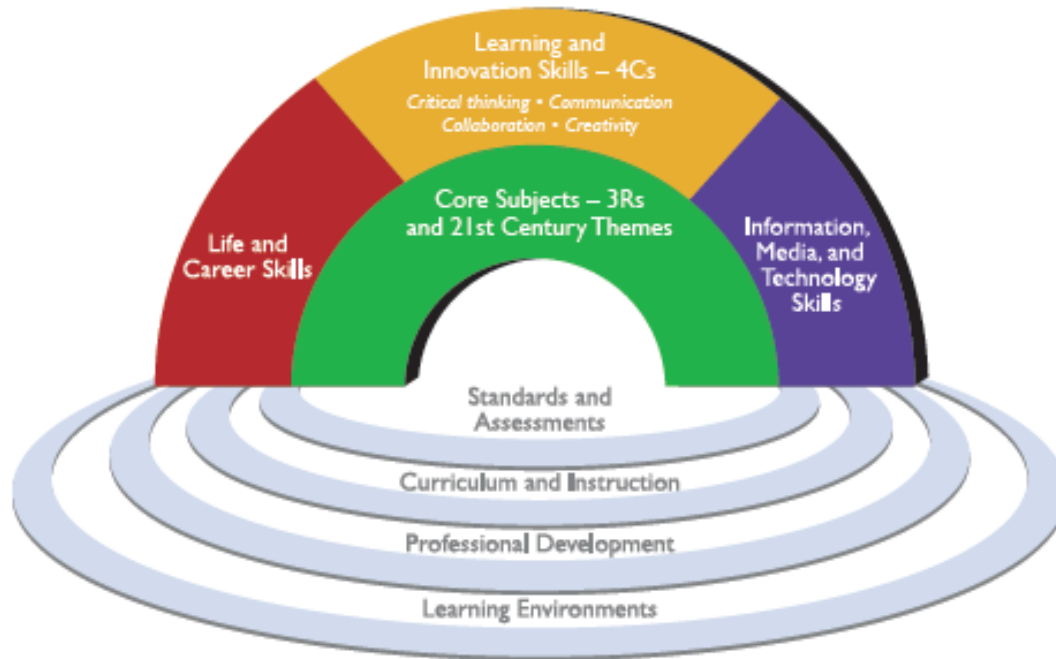 Learning and
Innovation Skills – 4Cs
Critical thinking • Communication
Collaboration • Creativity
Core Subjects – 3Rs
and 21st Century Themes
Life and
Career Skills
Information,
Media, and
Technology
Skills
Standards and
Assessments
Curriculum and Instruction
Professional Development
Learning Environments